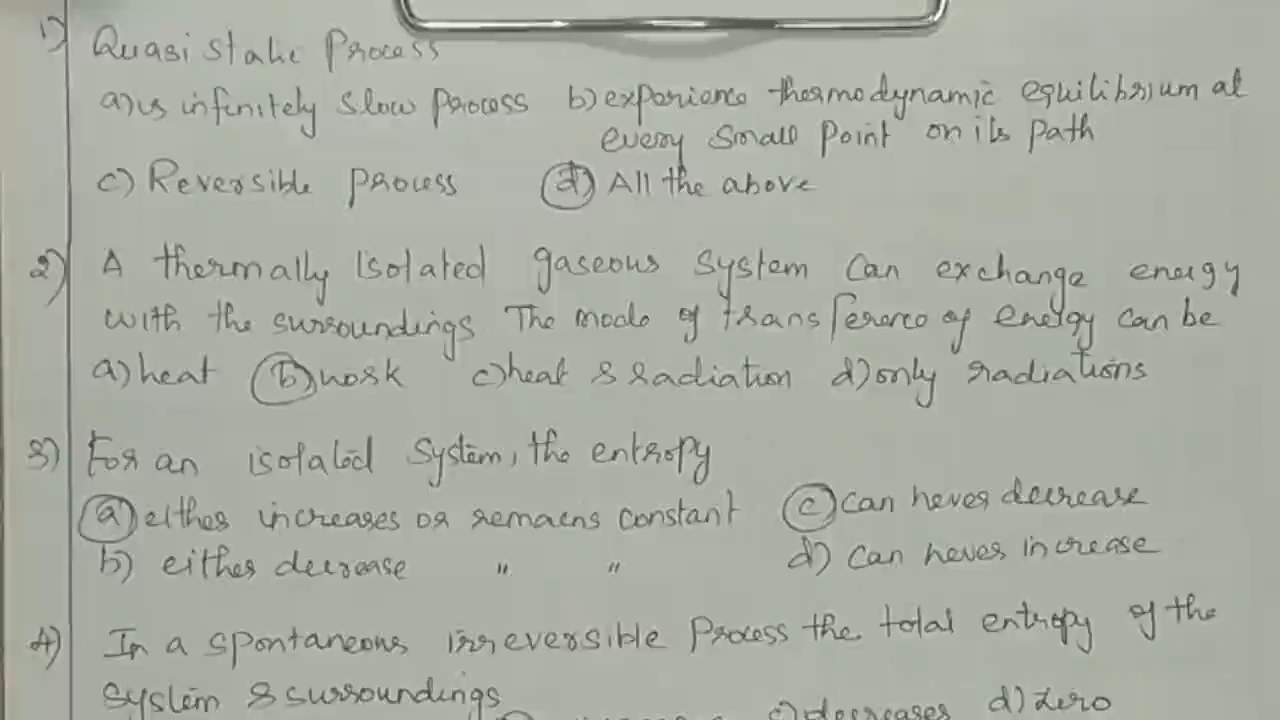 1) Quasi static Process
a) is infinitely slow process b) experience thermodynamic equilibrium at
every small point on its path
c) Reversible process d) All the above
2) A thermally isolated gaseous system can exchange energy
with the surroundings The mode of transference of energy can be
a) heat b) work c) heat & radiation d) only radiations
3) For an isolated system, the entropy
a) either increases or remains constant c) can never decrease
b) either decrease " " d) can never increase
4) In a spontaneous irreversible Process the total entropy of the
system & surroundings
c) decreases d) zero